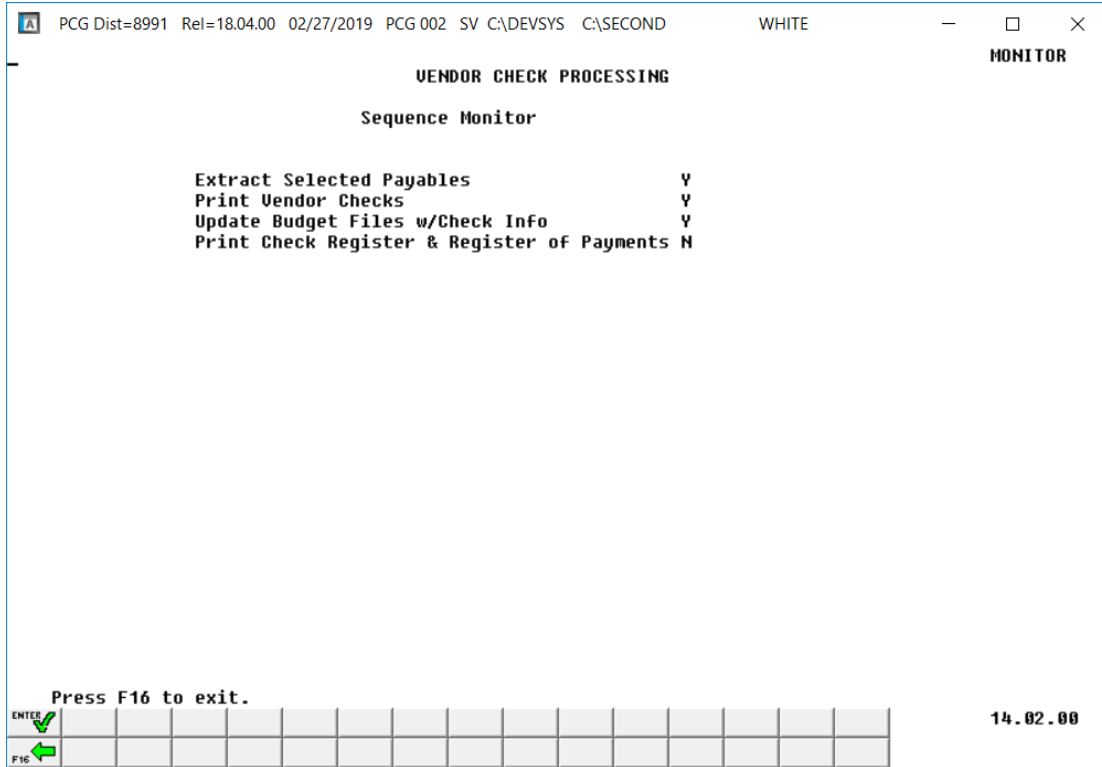 PCG Dist=8991 Rel=18.04.00 02/27/2019 PCG 002 SV C:\DEVSYS C:\SECOND WHITE
MONITOR
VENDOR CHECK PROCESSING
Sequence Monitor
Extract Selected Payables Y
Print Vendor Checks Y
Update Budget Files w/Check Info Y
Print Check Register & Register of Payments N
Press F16 to exit.
ENTER
14.02.00
F16